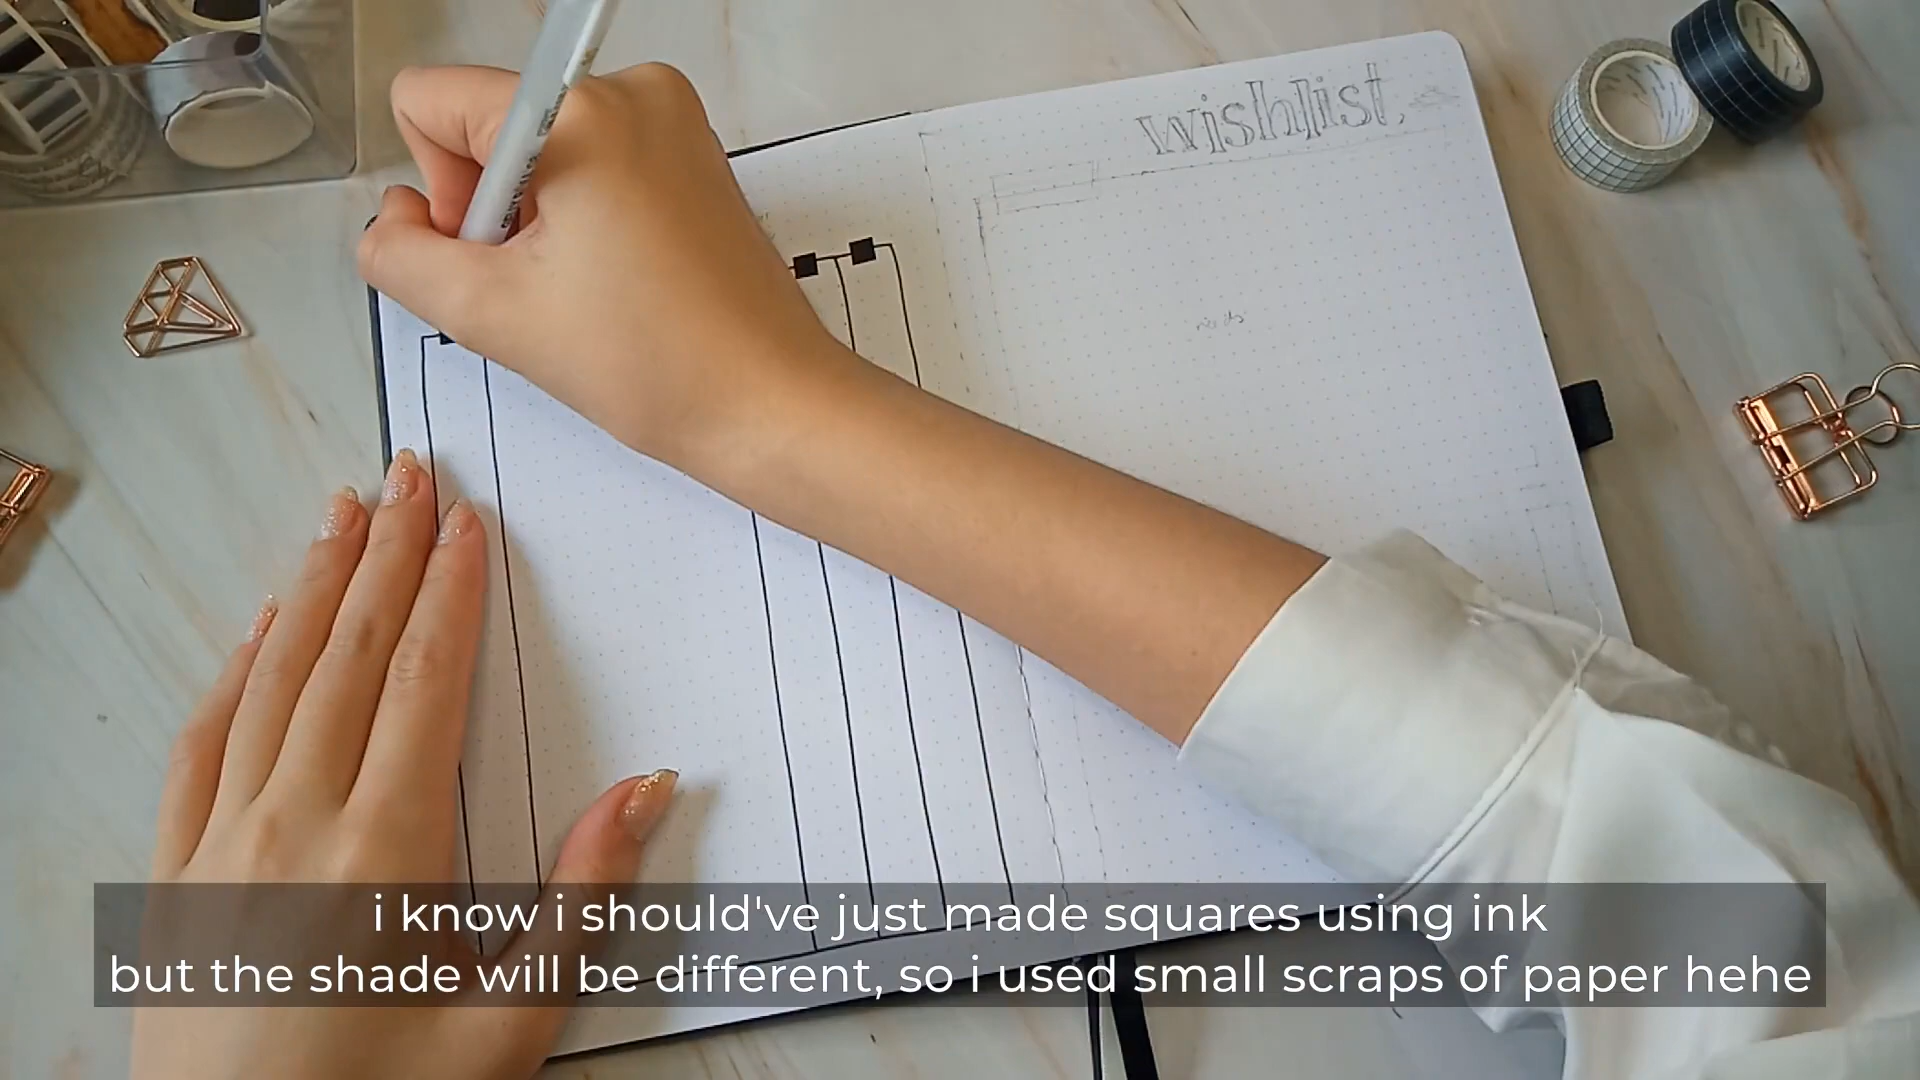 wishlist,
i know i should've just made squares using ink
but the shade will be different, so i used small scraps of paper hehe